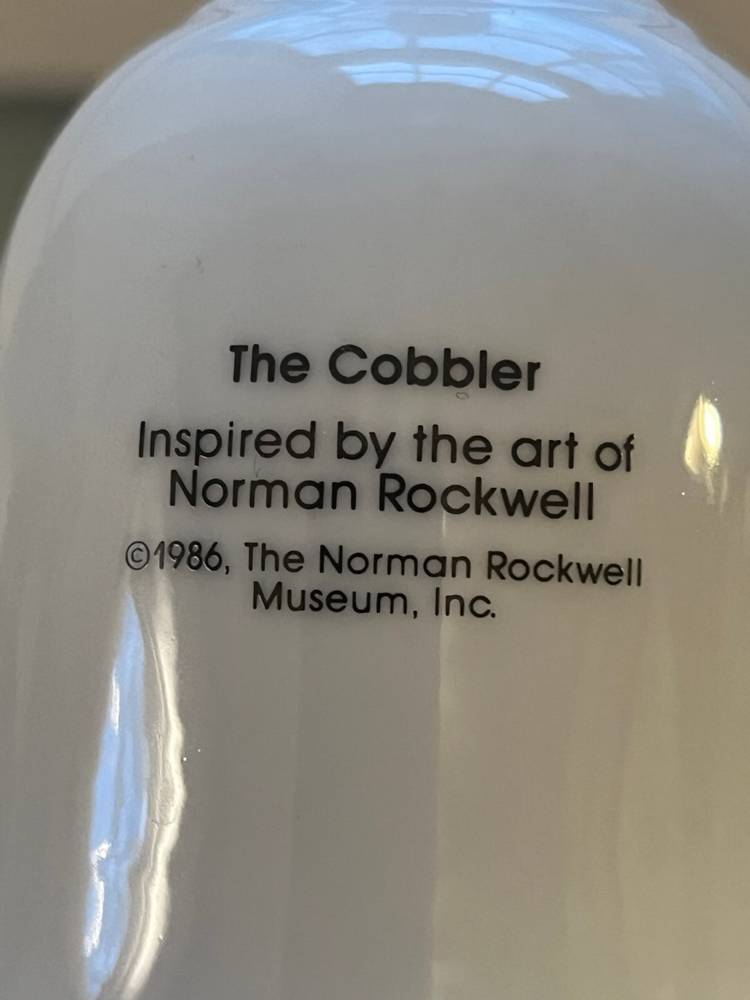 The Cobbler
Inspired by the art of
Norman Rockwell
©1986, The Norman Rockwell
Museum, Inc.